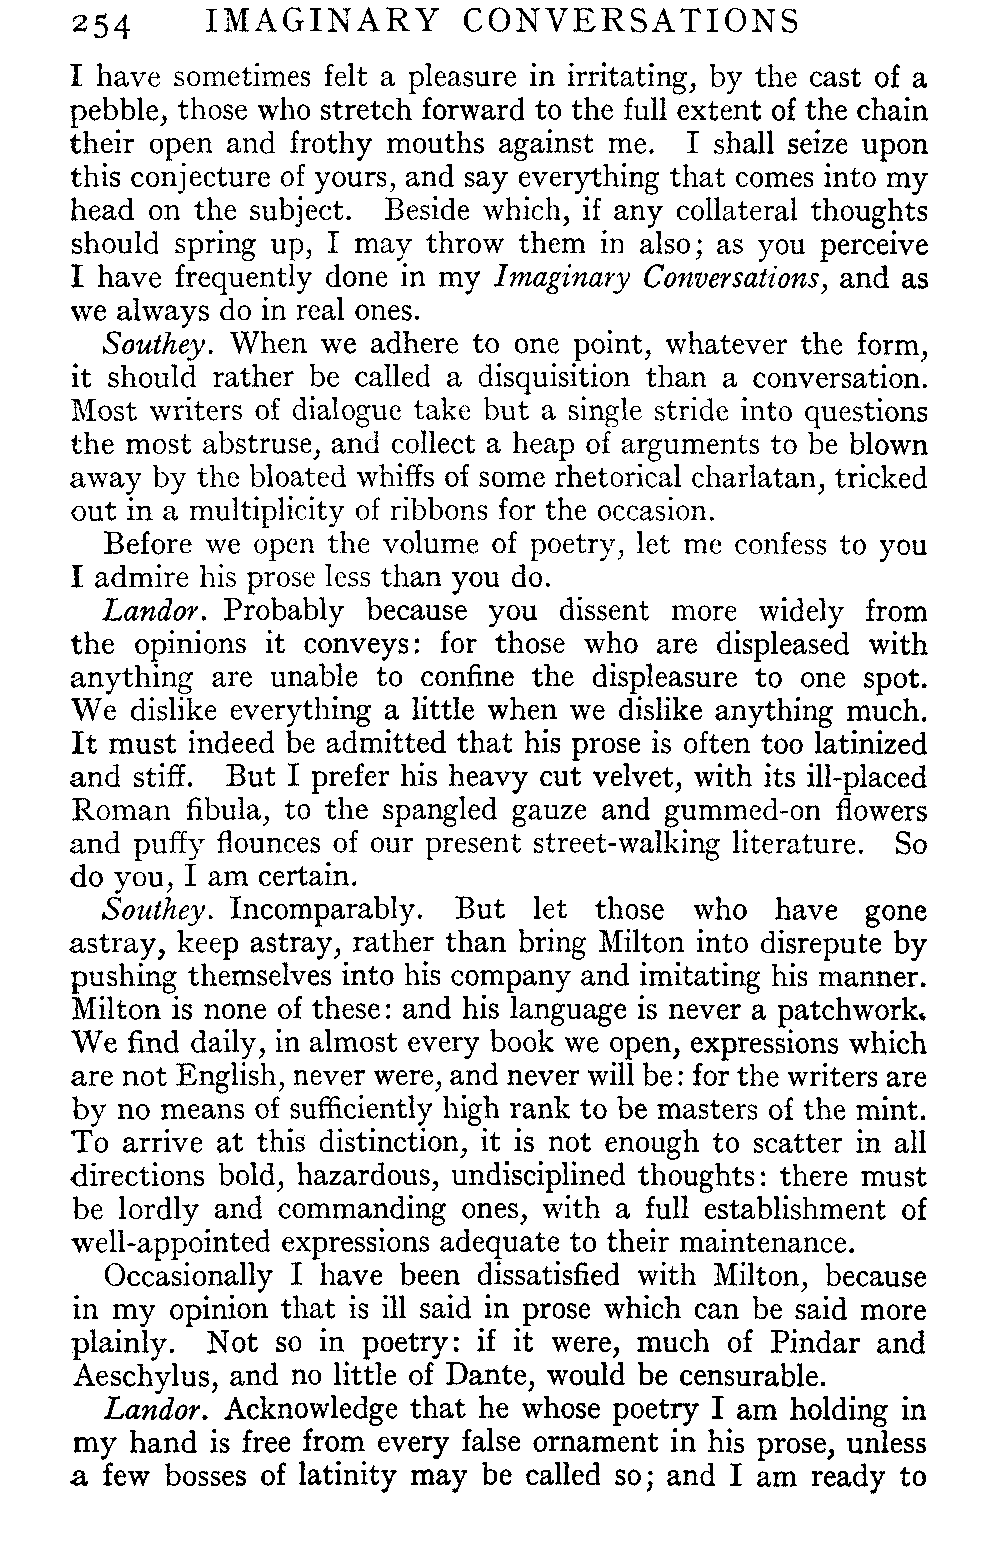 254 IMAGINARY CONVERSATIONS
I have sometimes felt a pleasure in irritating, by the cast of a
pebble, those who stretch forward to the full extent of the chain
their open and frothy mouths against me. I shall seize upon
this conjecture of yours, and say everything that comes into my
head on the subject. Beside which, if any collateral thoughts
should spring up, I may throw them in also; as you perceive
I have frequently done in my Imaginary Conversations, and as
we always do in real ones.
Southey. When we adhere to one point, whatever the form,
it should rather be called a disquisition than a conversation.
Most writers of dialogue take but a single stride into questions
the most abstruse, and collect a heap of arguments to be blown
away by the bloated whiffs of some rhetorical charlatan, tricked
out in a multiplicity of ribbons for the occasion.
Before we open the volume of poetry, let me confess to you
I admire his prose less than you do.
Landor. Probably because you dissent more widely from
the opinions it conveys: for those who are displeased with
anything are unable to confine the displeasure to one spot.
We dislike everything a little when we dislike anything much.
It must indeed be admitted that his prose is often too latinized
and stiff. But I prefer his heavy cut velvet, with its ill-placed
Roman fibula, to the spangled gauze and gummed-on flowers
and puffy flounces of our present street-walking literature. So
do you, I am certain.
Southey. Incomparably. But let those who have gone
astray, keep astray, rather than bring Milton into disrepute by
pushing themselves into his company and imitating his manner.
Milton is none of these: and his language is never a patchwork.
We find daily, in almost every book we open, expressions which
are not English, never were, and never will be: for the writers are
by no means of sufficiently high rank to be masters of the mint.
To arrive at this distinction, it is not enough to scatter in all
directions bold, hazardous, undisciplined thoughts: there must
be lordly and commanding ones, with a full establishment of
well-appointed expressions adequate to their maintenance.
Occasionally I have been dissatisfied with Milton, because
in my opinion that is ill said in prose which can be said more
plainly. Not so in poetry: if it were, much of Pindar and
Aeschylus, and no little of Dante, would be censurable.
Landor. Acknowledge that he whose poetry I am holding in
my hand is free from every false ornament in his prose, unless
a few bosses of latinity may be called so; and I am ready to